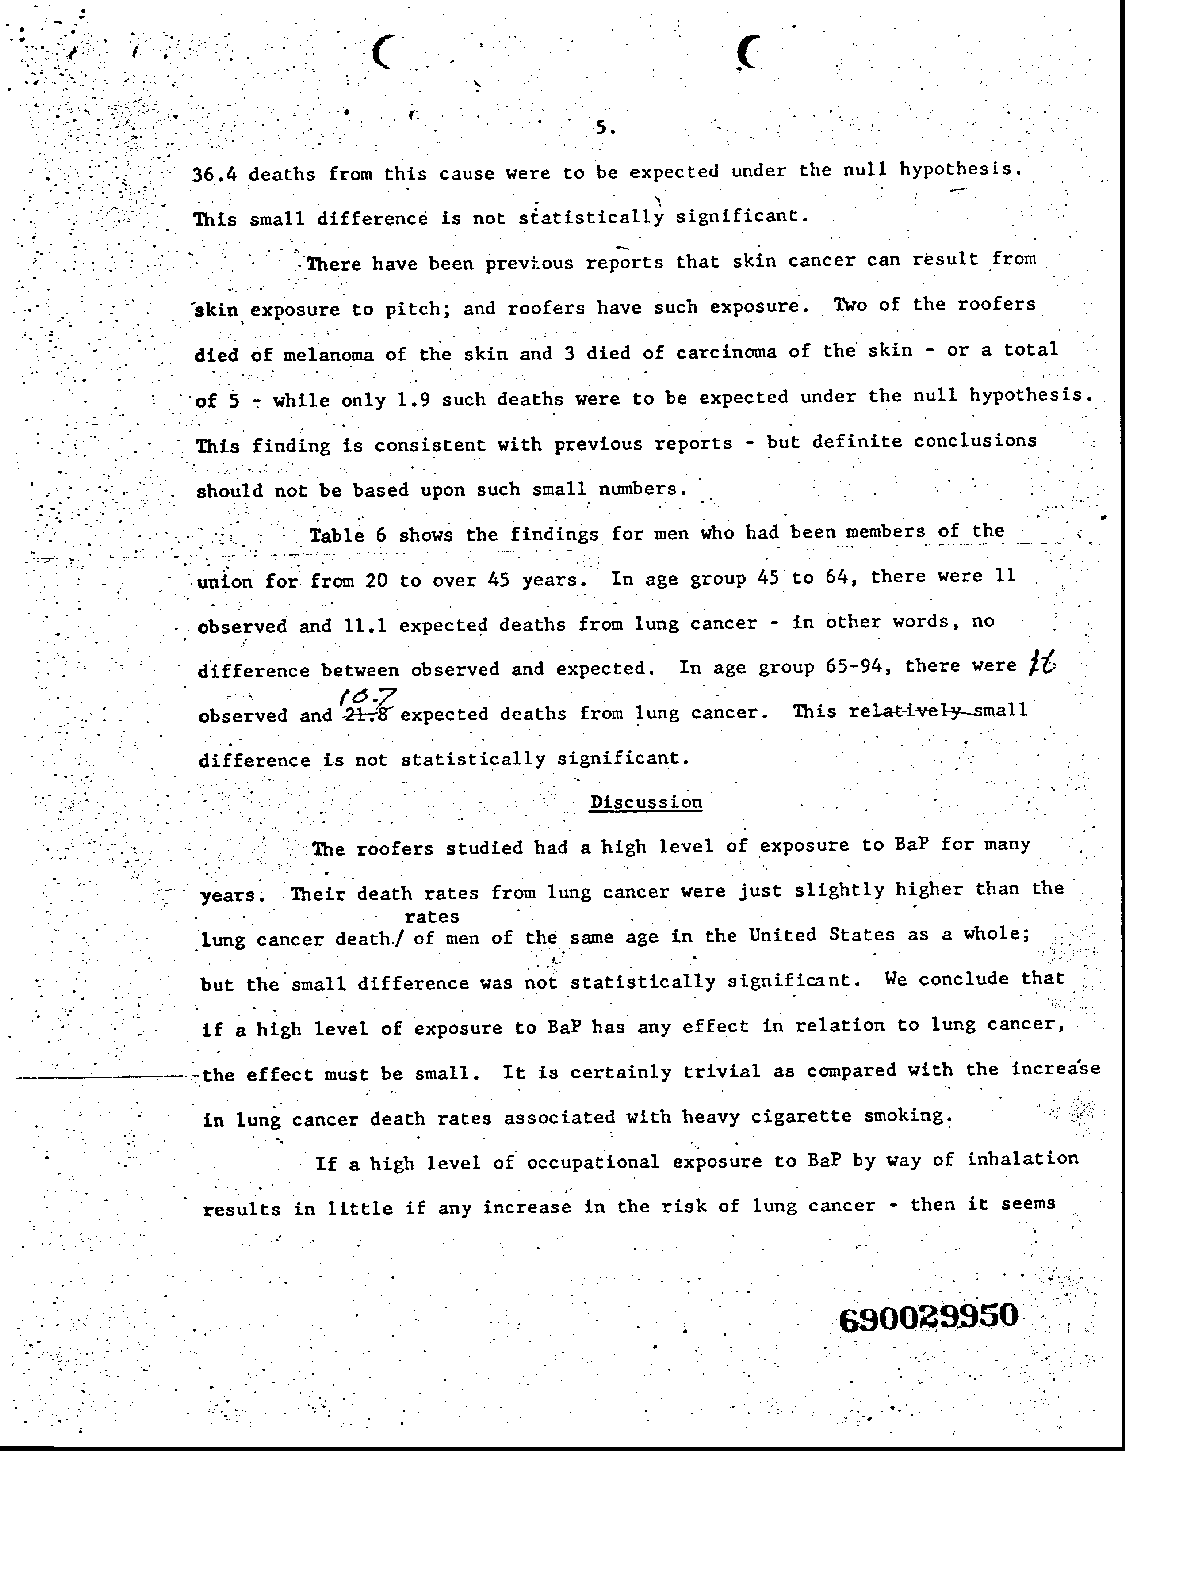 5.
36.4 deaths from this cause were to be expected under the null hypothesis.
This small difference is not statistically significant.
There have been previous reports that skin cancer can result from
skin exposure to pitch; and roofers have such exposure. Two of the roofers
died of melanoma of the skin and 3 died of carcinoma of the skin - or a total
of 5 - while only 1.9 such deaths were to be expected under the null hypothesis.
This finding is consistent with previous reports - but definite conclusions
should not be based upon such small numbers.
Table 6 shows the findings for men who had been members of the
union for from 20 to over 45 years. In age group 45 to 64, there were 11
observed and 11.1 expected deaths from lung cancer - in other words, no
difference between observed and expected. In age group 65-94, there were 16
10.7
observed and 21.8 expected deaths from lung cancer. This relatively small
difference is not statistically significant.
Discussion
The roofers studied had a high level of exposure to BaP for many
years. Their death rates from lung cancer were just slightly higher than the
rates
lung cancer death/ of men of the same age in the United States as a whole;
but the small difference was not statistically significant. We conclude that
if a high level of exposure to BaP has any effect in relation to lung cancer,
the effect must be small. It is certainly trivial as compared with the increase
in lung cancer death rates associated with heavy cigarette smoking.
If a high level of occupational exposure to BaP by way of inhalation
results in little if any increase in the risk of lung cancer - then it seems
690029950